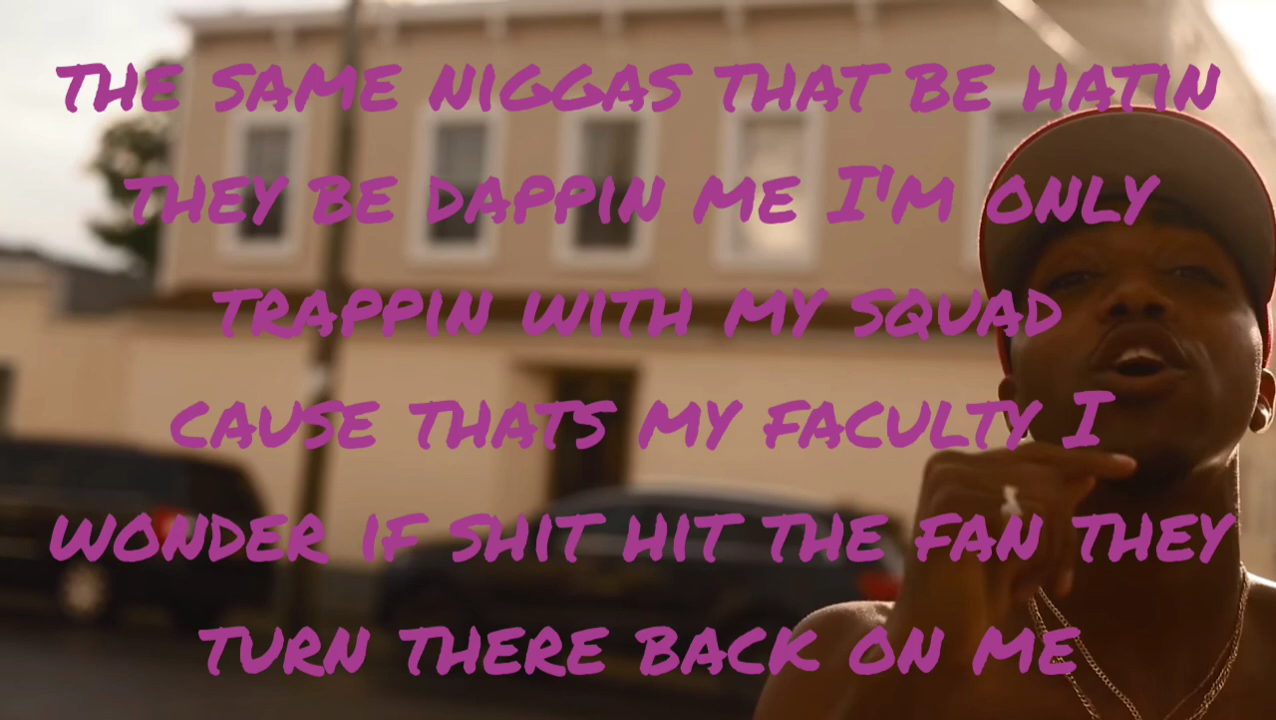 THE SAME NIGGAS THAT BE HATIN
THEY BE DAPPIN ME I'M ONLY
TRAPPIN WITH MY SQUAD
CAUSE THATS MY FACULTY I
WONDER IF SHIT HIT THE FAN THEY
TURN THERE BACK ON ME